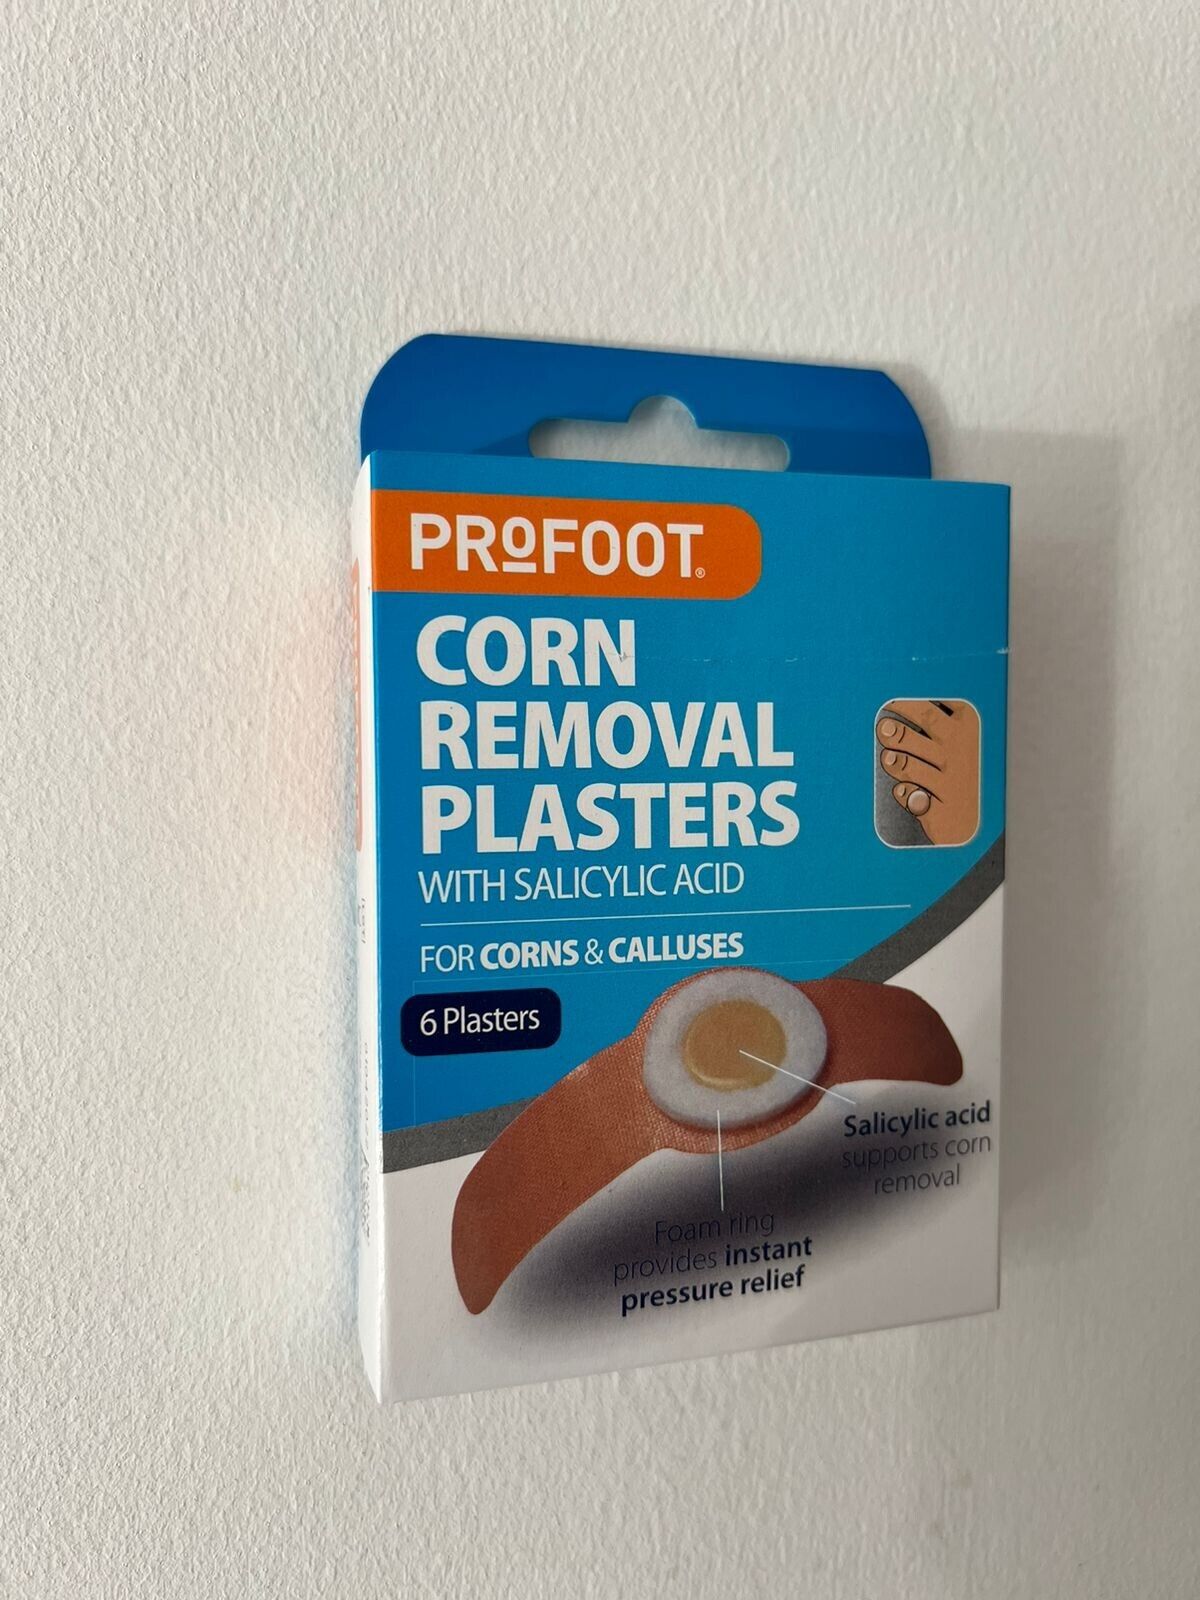 PROFOOT®
CORN
REMOVAL
PLASTERS
WITH SALICYLIC ACID
FOR CORNS & CALLUSES
6 Plasters
Salicylic acid
supports corn
removal
Foam ring
provides instant
pressure relief